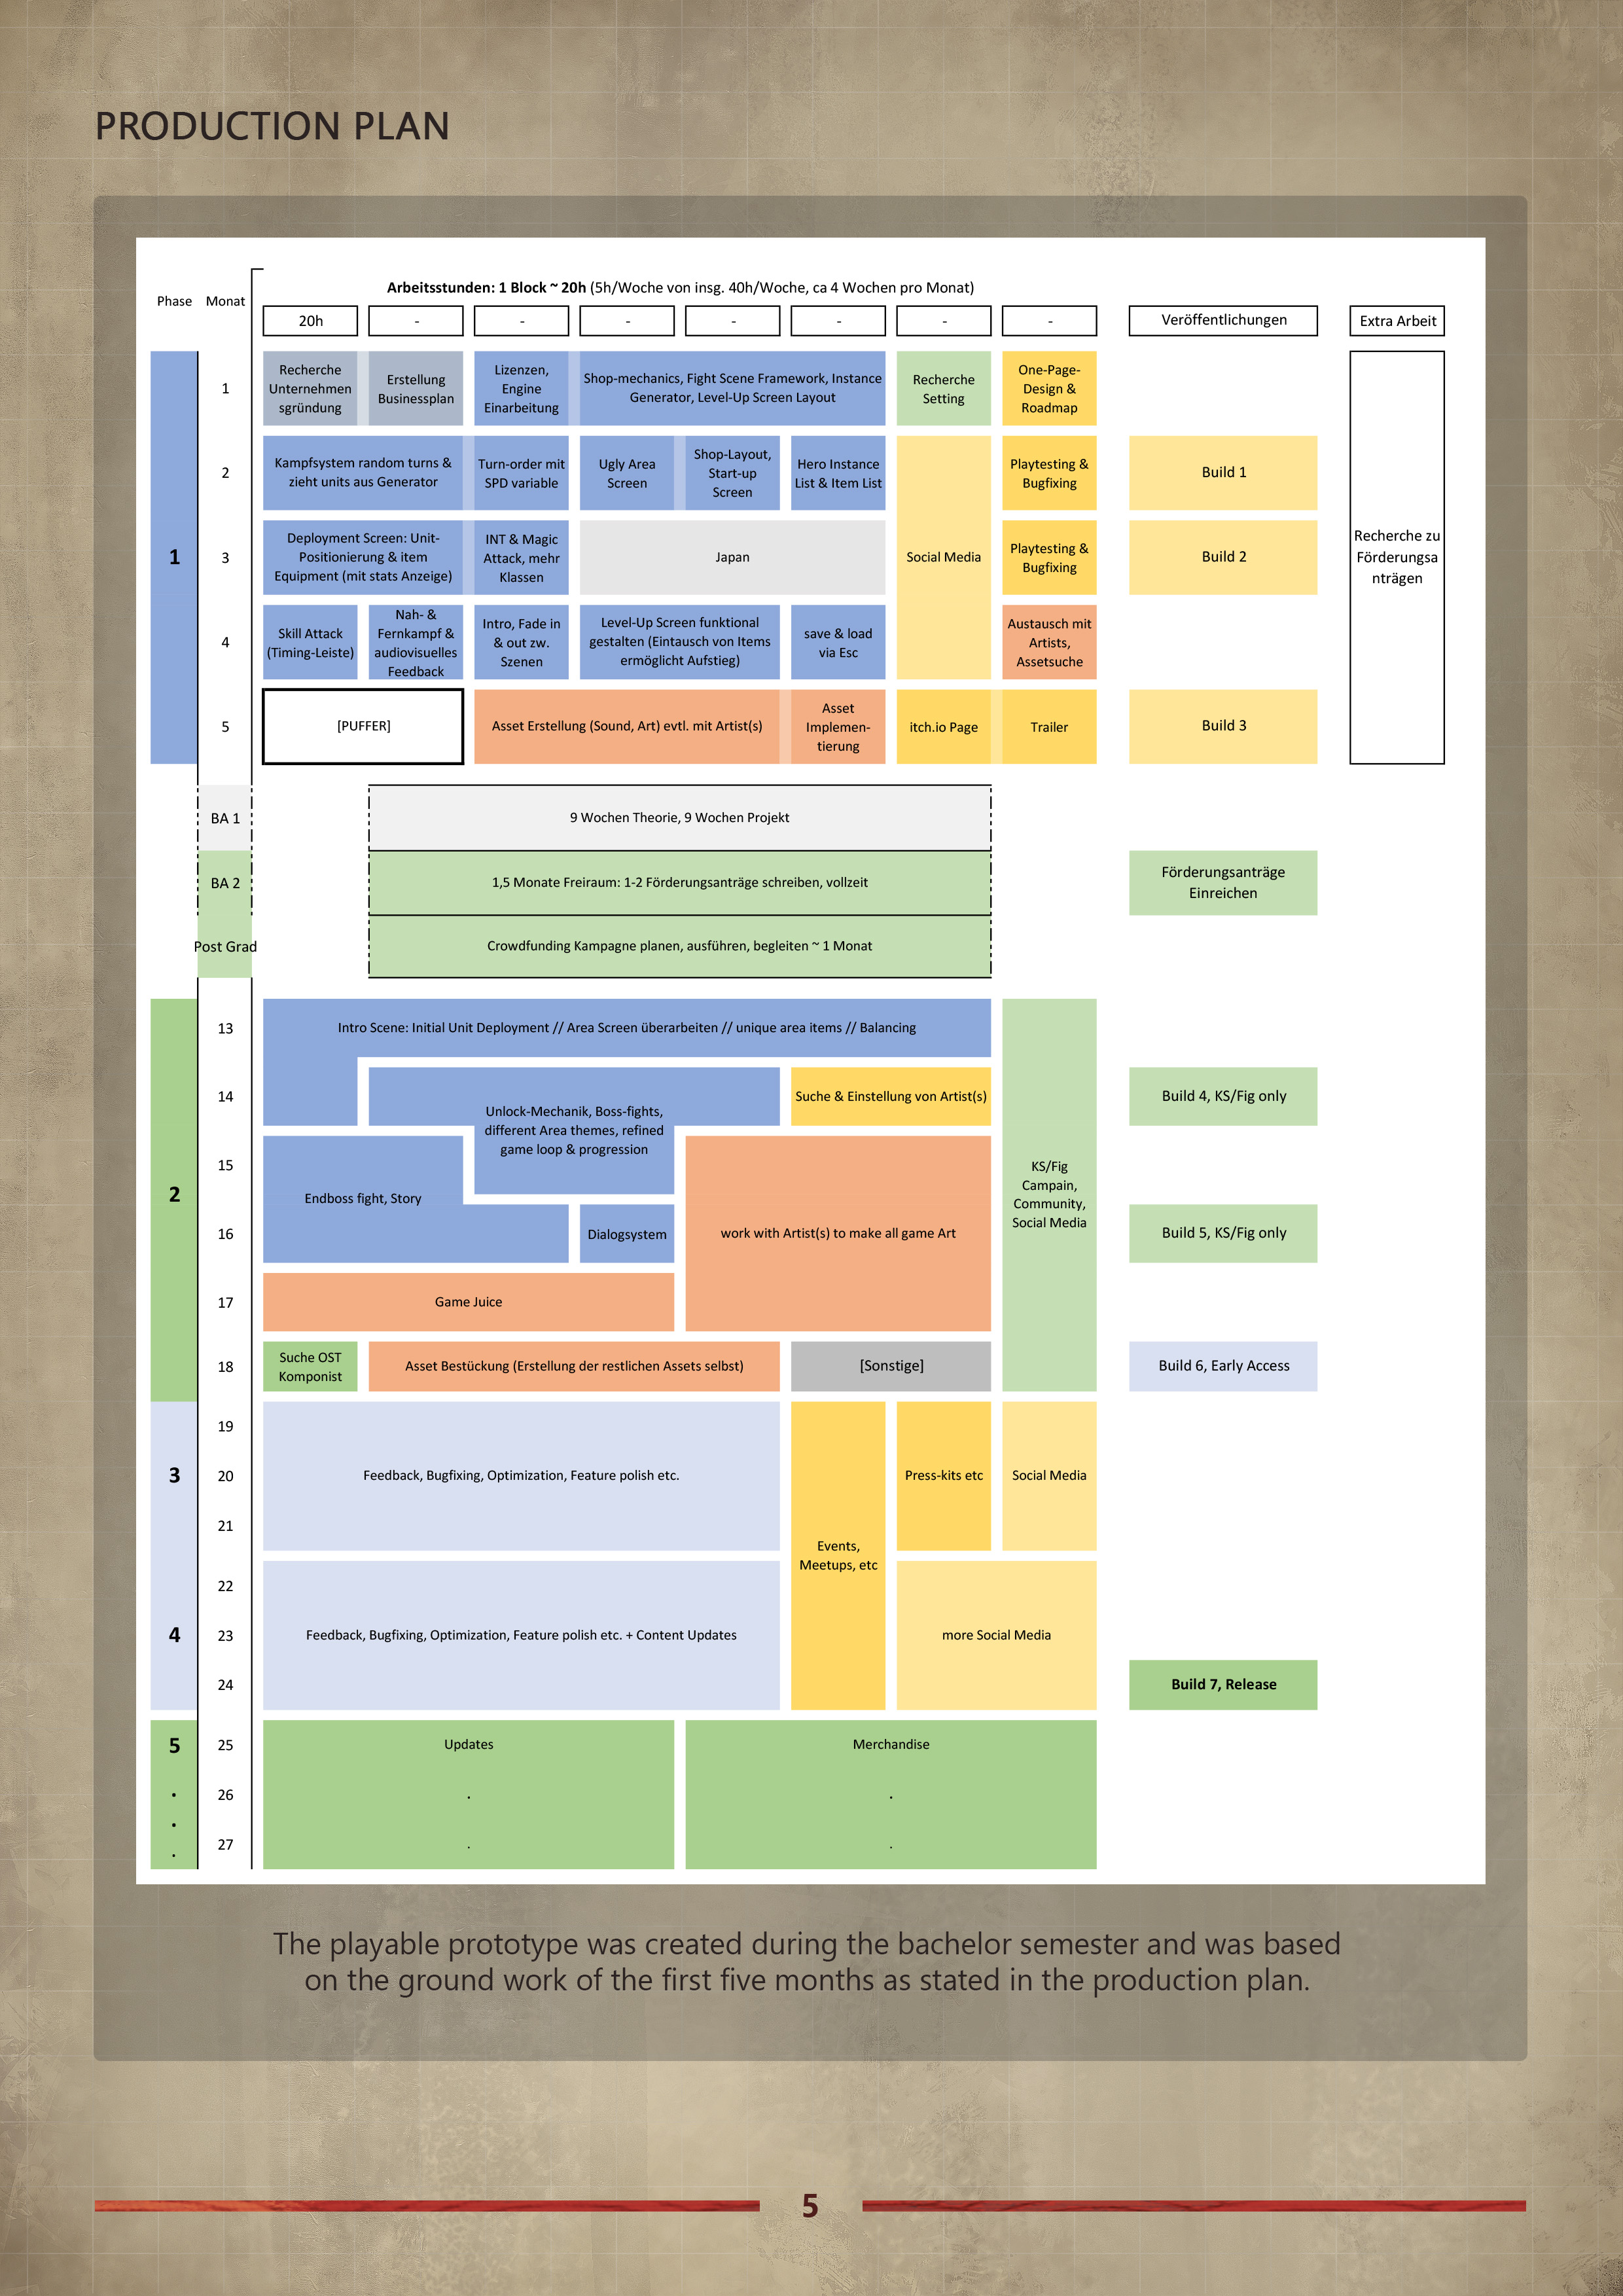 PRODUCTION PLAN
Phase
Monat
Arbeitsstunden: 1 Block ~ 20h (5h/Woche von insg. 40h/Woche, ca 4 Wochen pro Monat)
20h
-
-
-
-
-
-
-
Veröffentlichungen
Extra Arbeit
1
1
Recherche
Unternehmen
sgründung
Erstellung
Businessplan
Lizenzen,
Engine
Einarbeitung
Shop-mechanics, Fight Scene Framework, Instance
Generator, Level-Up Screen Layout
Recherche
Setting
One-Page-
Design &
Roadmap
Recherche zu
Förderungsa
nträgen
2
Kampfsystem random turns &
zieht units aus Generator
Turn-order mit
SPD variable
Ugly Area
Screen
Shop-Layout,
Start-up
Screen
Hero Instance
List & Item List
Social Media
Playtesting &
Bugfixing
Build 1
3
Deployment Screen: Unit-
Positionierung & item
Equipment (mit stats Anzeige)
INT & Magic
Attack, mehr
Klassen
Japan
Playtesting &
Bugfixing
Build 2
4
Skill Attack
(Timing-Leiste)
Nah- &
Fernkampf &
audiovisuelles
Feedback
Intro, Fade in
& out zw.
Szenen
Level-Up Screen funktional
gestalten (Eintausch von Items
ermöglicht Aufstieg)
save & load
via Esc
Austausch mit
Artists,
Assetsuche
5
[PUFFER]
Asset Erstellung (Sound, Art) evtl. mit Artist(s)
Asset
Implemen-
tierung
itch.io Page
Trailer
Build 3
BA 1
9 Wochen Theorie, 9 Wochen Projekt
BA 2
1,5 Monate Freiraum: 1-2 Förderungsanträge schreiben, vollzeit
Förderungsanträge
Einreichen
Post Grad
Crowdfunding Kampagne planen, ausführen, begleiten ~ 1 Monat
2
13
Intro Scene: Initial Unit Deployment // Area Screen überarbeiten // unique area items // Balancing
KS/Fig
Campain,
Community,
Social Media
14
Unlock-Mechanik, Boss-fights,
different Area themes, refined
game loop & progression
Suche & Einstellung von Artist(s)
Build 4, KS/Fig only
15
Endboss fight, Story
work with Artist(s) to make all game Art
16
Dialogsystem
Build 5, KS/Fig only
17
Game Juice
18
Suche OST
Komponist
Asset Bestückung (Erstellung der restlichen Assets selbst)
[Sonstige]
Build 6, Early Access
3
19
20
21
Feedback, Bugfixing, Optimization, Feature polish etc.
Events,
Meetups, etc
Press-kits etc
Social Media
4
22
23
24
Feedback, Bugfixing, Optimization, Feature polish etc. + Content Updates
more Social Media
Build 7, Release
5
.
.
.
25
26
27
Updates
.
.
Merchandise
.
.
The playable prototype was created during the bachelor semester and was based
on the ground work of the first five months as stated in the production plan.
5